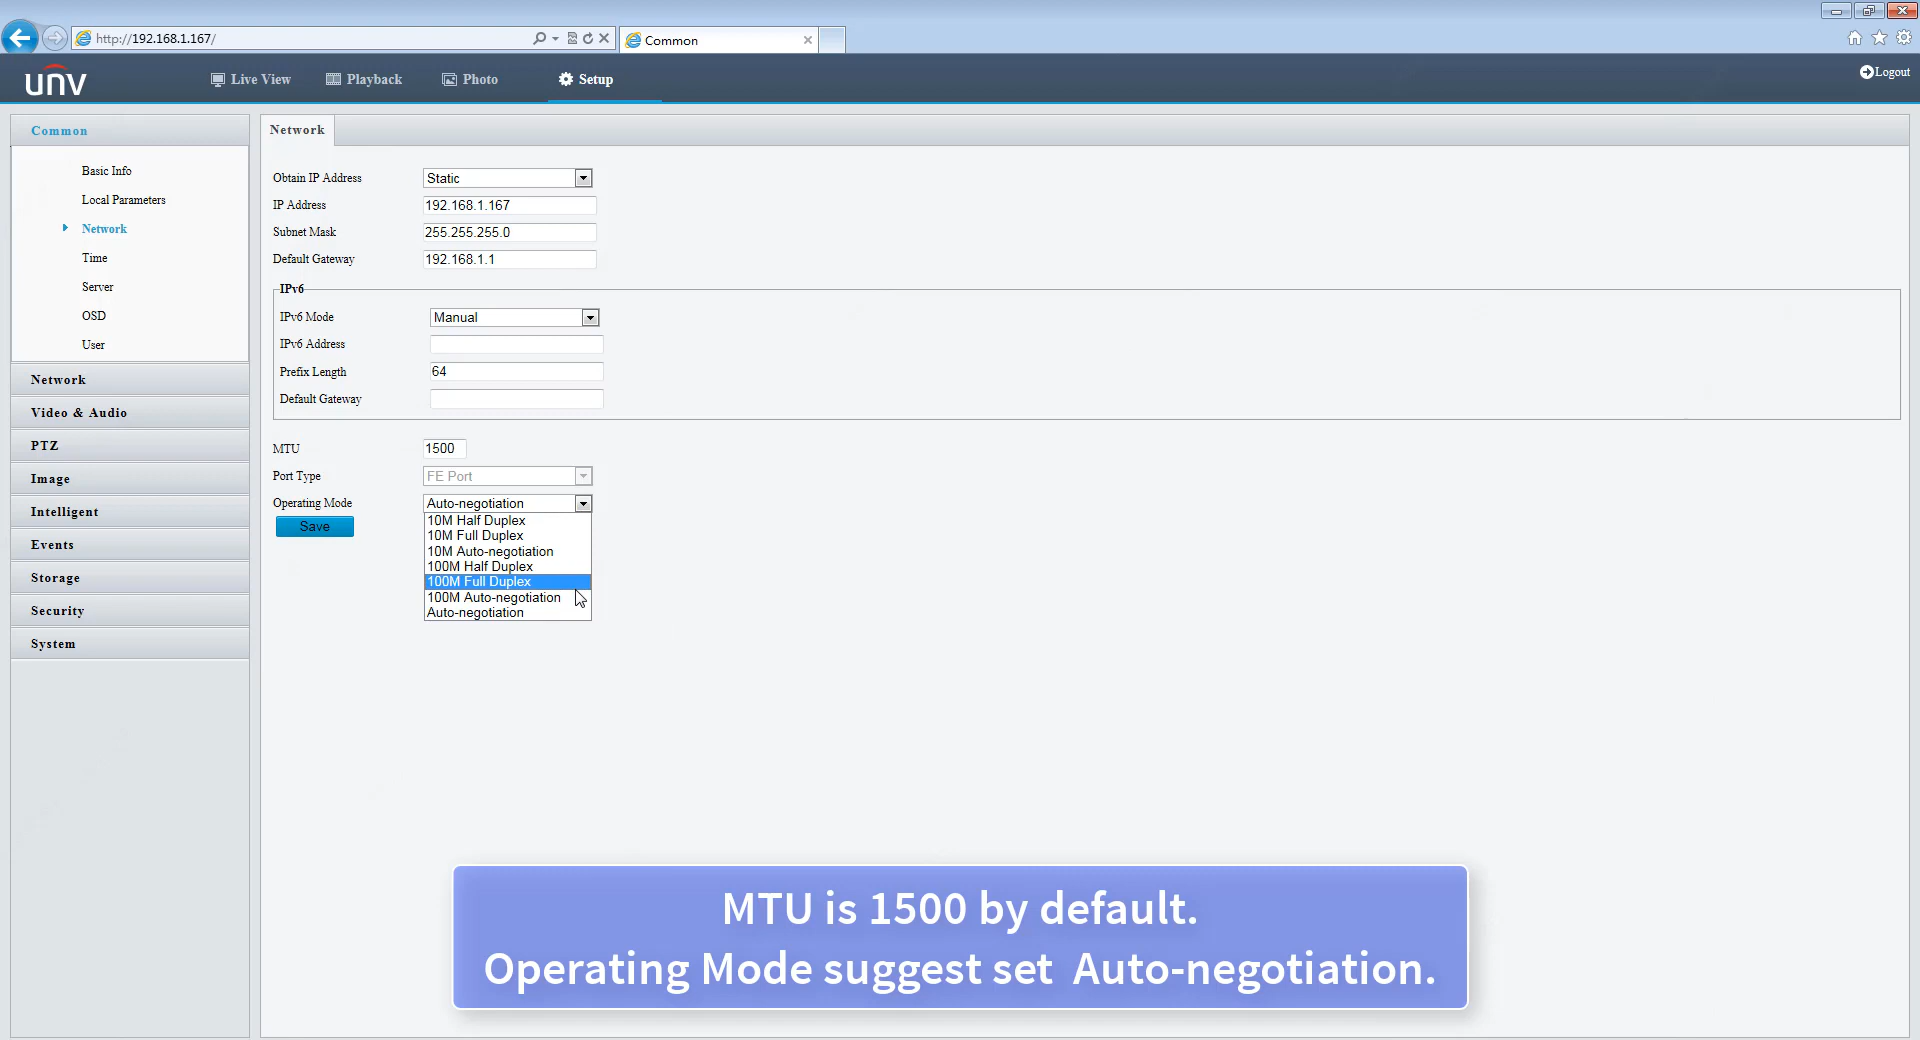 http://192.168.1.167/
Common
unv
Live View
Playback
Photo
Setup
Logout
Common
Basic Info
Local Parameters
Network
Time
Server
OSD
User
Network
Video & Audio
PTZ
Image
Intelligent
Events
Storage
Security
System
Network
Obtain IP Address Static
IP Address 192.168.1.167
Subnet Mask 255.255.255.0
Default Gateway 192.168.1.1
IPv6
IPv6 Mode Manual
IPv6 Address
Prefix Length 64
Default Gateway
MTU 1500
Port Type FE Port
Operating Mode Auto-negotiation
Save
10M Half Duplex
10M Full Duplex
10M Auto-negotiation
100M Half Duplex
100M Full Duplex
100M Auto-negotiation
Auto-negotiation
MTU is 1500 by default.
Operating Mode suggest set  Auto-negotiation.